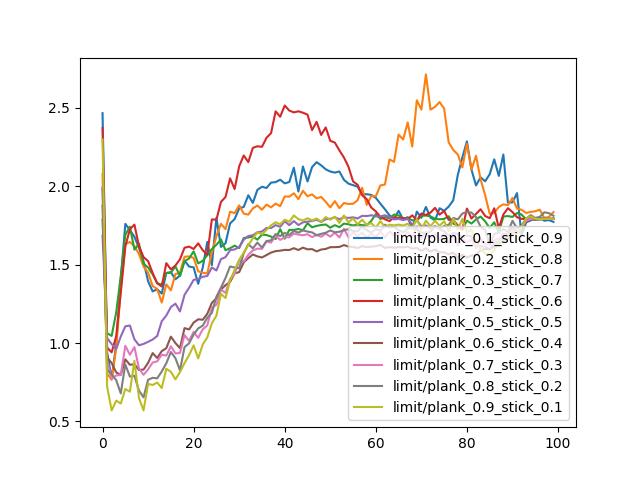 2.5
2.0
1.5
1.0
0.5
0 20 40 60 80 100
limit/plank_0.1_stick_0.9
limit/plank_0.2_stick_0.8
limit/plank_0.3_stick_0.7
limit/plank_0.4_stick_0.6
limit/plank_0.5_stick_0.5
limit/plank_0.6_stick_0.4
limit/plank_0.7_stick_0.3
limit/plank_0.8_stick_0.2
limit/plank_0.9_stick_0.1